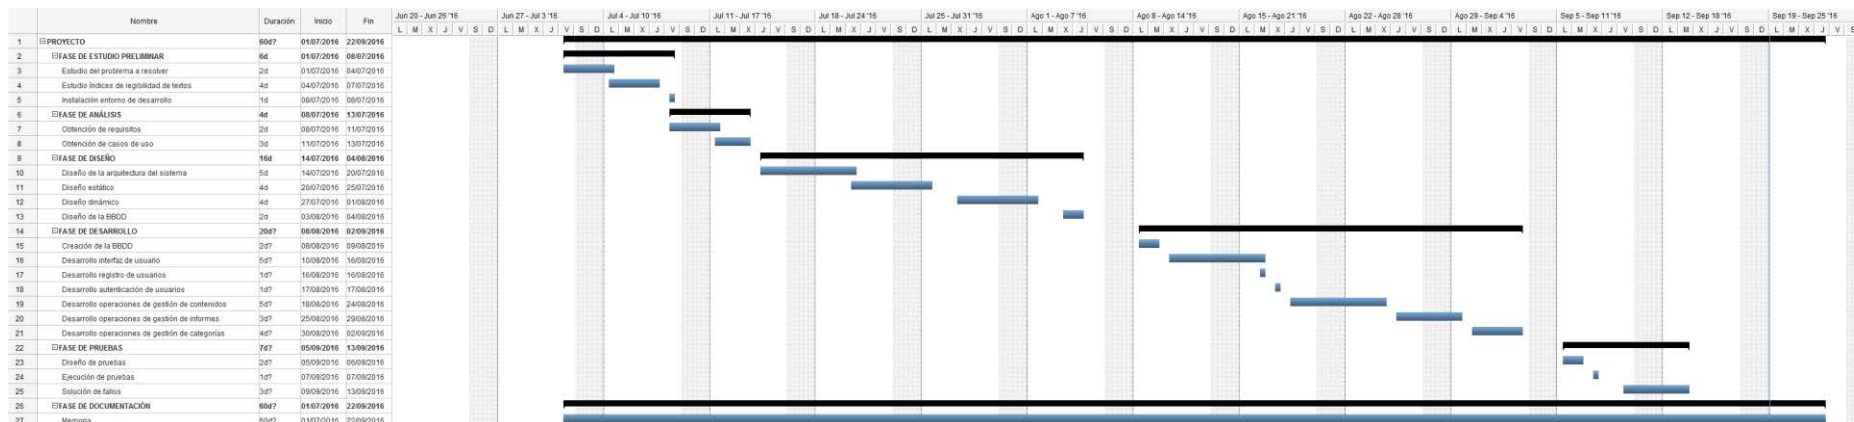 Nombre Duración Inicio Fin Jun 20 - Jun 26 '16 Jun 27 - Jul 3 '16 Jul 4 - Jul 10 '16 Jul 11 - Jul 17 '16 Jul 18 - Jul 24 '16 Jul 25 - Jul 31 '16 Ago 1 - Ago 7 '16 Ago 8 - Ago 14 '16 Ago 15 - Ago 21 '16 Ago 22 - Ago 28 '16 Ago 29 - Sep 4 '16 Sep 5 - Sep 11 '16 Sep 12 - Sep 18 '16 Sep 19 - Sep 25 '16
L M X J V S D L M X J V S D L M X J V S D L M X J V S D L M X J V S D L M X J V S D L M X J V S D L M X J V S D L M X J V S D L M X J V S D L M X J V S D L M X J V S D L M X J V S D L M X J V S
1 PROYECTO 60d? 01/07/2016 22/09/2016
2 FASE DE ESTUDIO PRELIMINAR 6d 01/07/2016 08/07/2016
3 Estudio del problema a resolver 2d 01/07/2016 04/07/2016
4 Estudio índices de legibilidad de textos 4d 04/07/2016 07/07/2016
5 Instalación entorno de desarrollo 1d 08/07/2016 08/07/2016
6 FASE DE ANÁLISIS 4d 08/07/2016 13/07/2016
7 Obtención de requisitos 2d 08/07/2016 11/07/2016
8 Obtención de casos de uso 3d 11/07/2016 13/07/2016
9 FASE DE DISEÑO 16d 14/07/2016 04/08/2016
10 Diseño de la arquitectura del sistema 5d 14/07/2016 20/07/2016
11 Diseño estático 4d 20/07/2016 25/07/2016
12 Diseño dinámico 4d 27/07/2016 01/08/2016
13 Diseño de la BBDD 2d 03/08/2016 04/08/2016
14 FASE DE DESARROLLO 20d? 08/08/2016 02/09/2016
15 Creación de la BBDD 2d? 08/08/2016 09/08/2016
16 Desarrollo interfaz de usuario 5d? 10/08/2016 16/08/2016
17 Desarrollo registro de usuarios 1d? 16/08/2016 16/08/2016
18 Desarrollo autenticación de usuarios 1d? 17/08/2016 17/08/2016
19 Desarrollo operaciones de gestión de contenidos 5d? 18/08/2016 24/08/2016
20 Desarrollo operaciones de gestión de informes 3d? 25/08/2016 29/08/2016
21 Desarrollo operaciones de gestión de categorías 4d? 30/08/2016 02/09/2016
22 FASE DE PRUEBAS 7d? 05/09/2016 13/09/2016
23 Diseño de pruebas 2d? 05/09/2016 06/09/2016
24 Ejecución de pruebas 1d? 07/09/2016 07/09/2016
25 Solución de fallos 3d? 09/09/2016 13/09/2016
26 FASE DE DOCUMENTACIÓN 60d? 01/07/2016 22/09/2016
27 Memoria 60d? 01/07/2016 22/09/2016